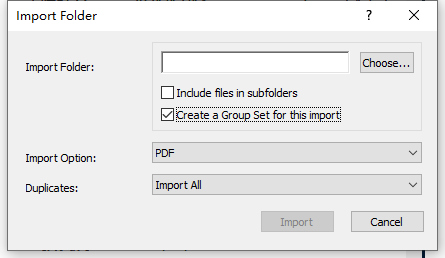 Import Folder
Import Folder:
Choose...
Include files in subfolders
Create a Group Set for this import
Import Option:
PDF
Duplicates:
Import All
Import
Cancel